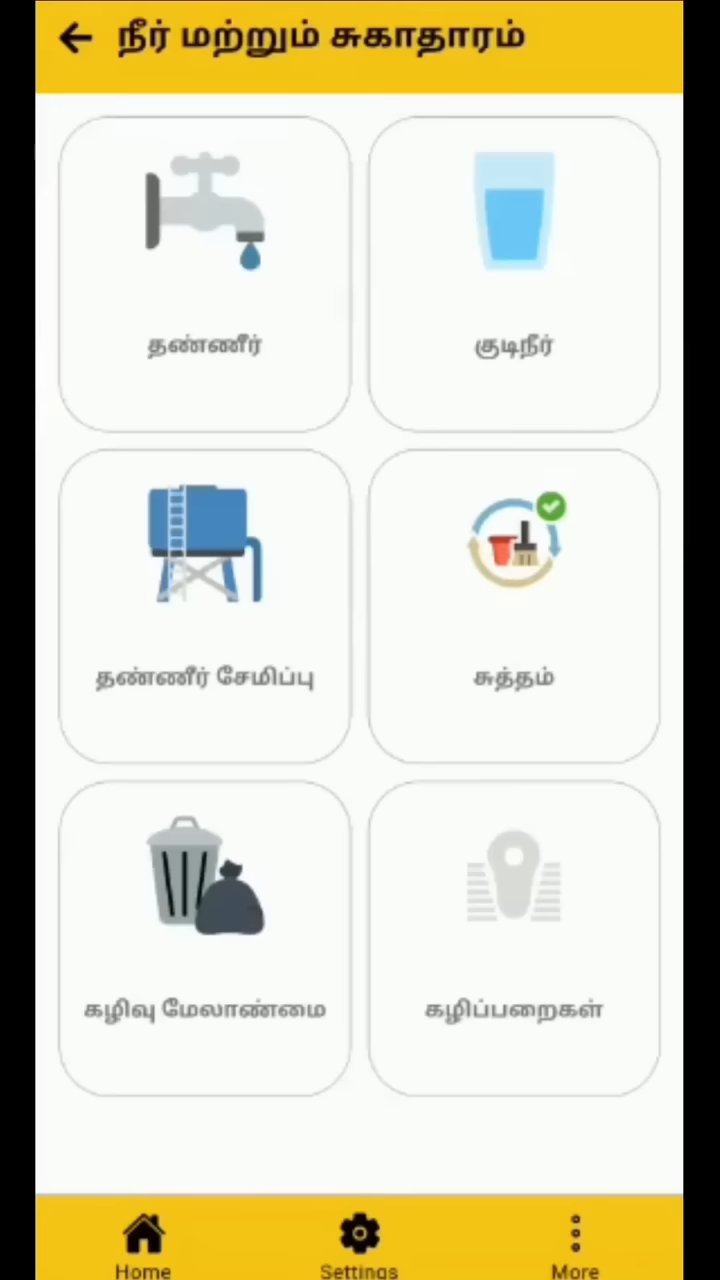 நீர் மற்றும் சுகாதாரம்
தண்ணீர்
குடிநீர்
தண்ணீர் சேமிப்பு
சுத்தம்
கழிவு மேலாண்மை
கழிப்பறைகள்
Home
Settings
More